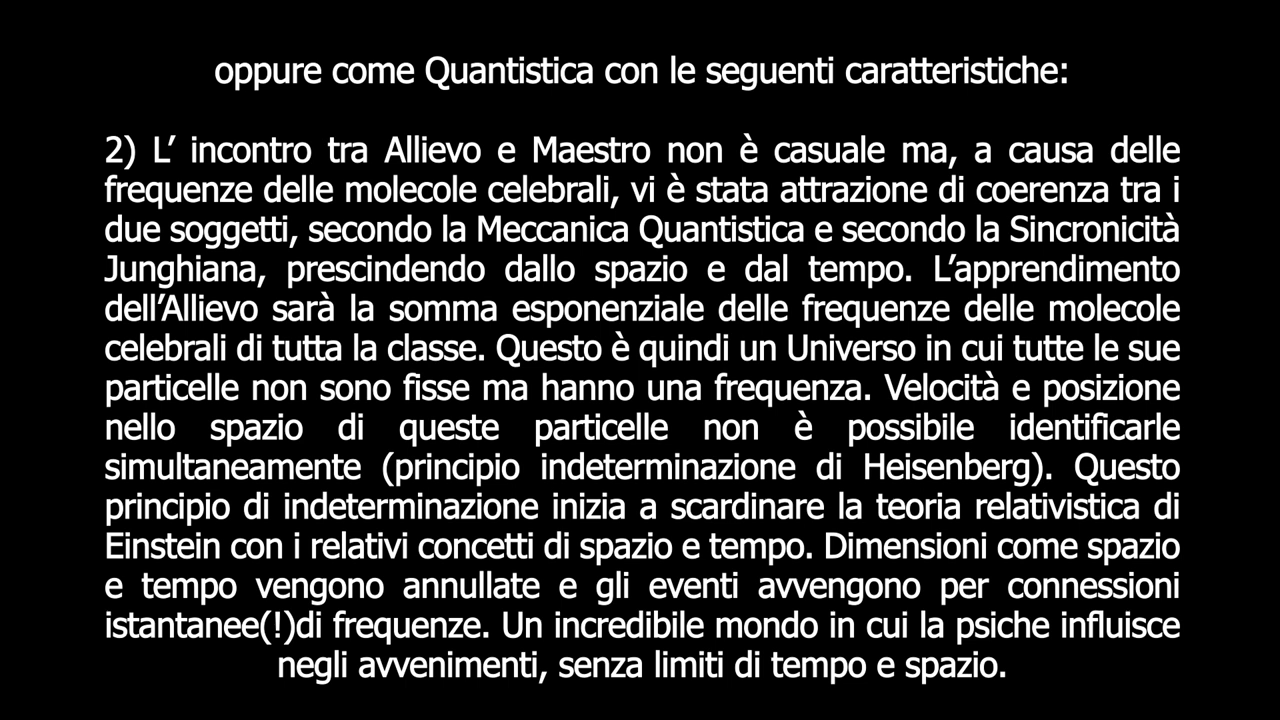 oppure come Quantistica con le seguenti caratteristiche:
2) L’ incontro tra Allievo e Maestro non è casuale ma, a causa delle
frequenze delle molecole celebrali, vi è stata attrazione di coerenza tra i
due soggetti, secondo la Meccanica Quantistica e secondo la Sincronicità
Junghiana, prescindendo dallo spazio e dal tempo. L’apprendimento
dell’Allievo sarà la somma esponenziale delle frequenze delle molecole
celebrali di tutta la classe. Questo è quindi un Universo in cui tutte le sue
particelle non sono fisse ma hanno una frequenza. Velocità e posizione
nello spazio di queste particelle non è possibile identificarle
simultaneamente (principio indeterminazione di Heisenberg). Questo
principio di indeterminazione inizia a scardinare la teoria relativistica di
Einstein con i relativi concetti di spazio e tempo. Dimensioni come spazio
e tempo vengono annullate e gli eventi avvengono per connessioni
istantanee(!)di frequenze. Un incredibile mondo in cui la psiche influisce
negli avvenimenti, senza limiti di tempo e spazio.